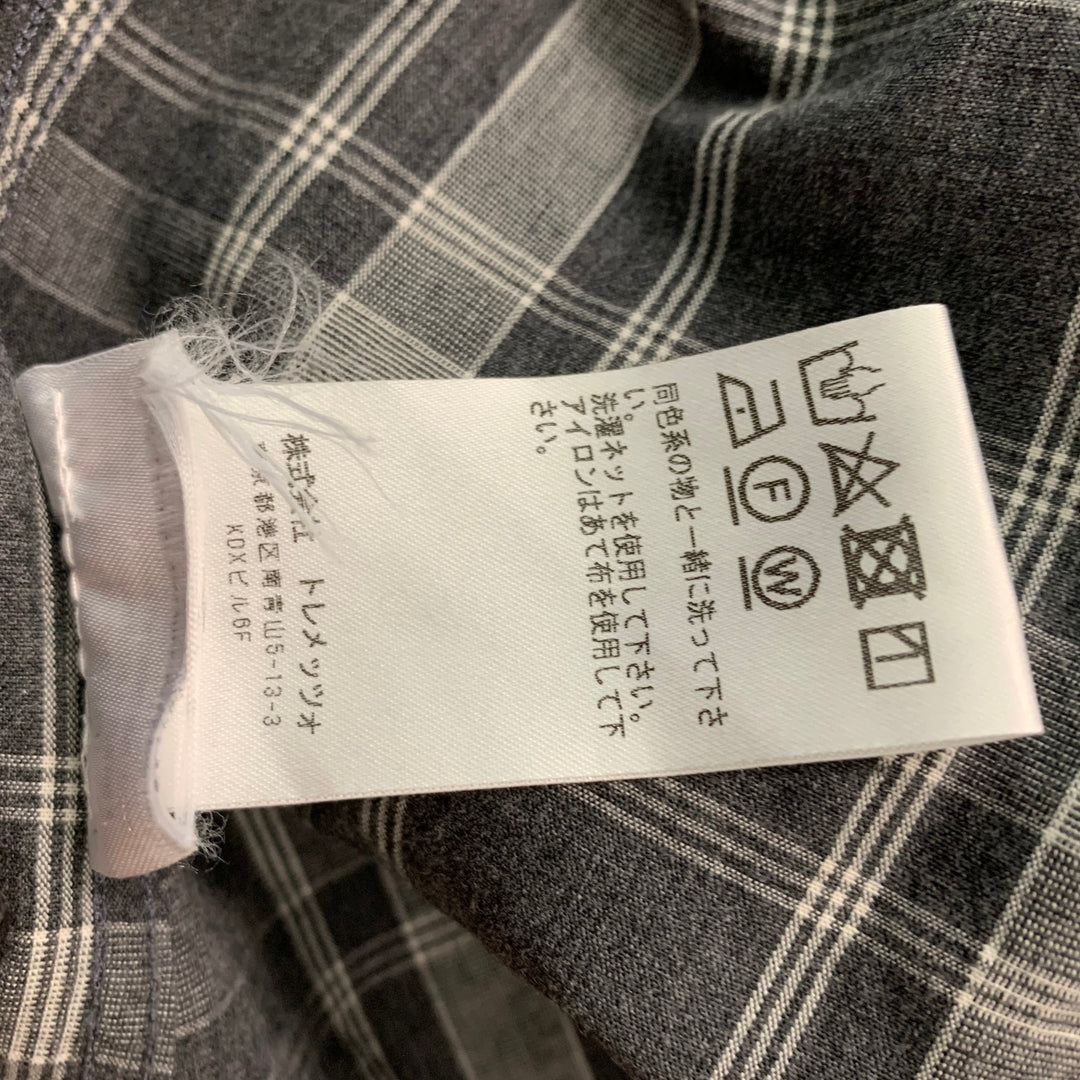 F W
同色系の物と一緒に洗って下さ
い。
洗濯ネットを使用して下さい。
アイロンはあて布を使用して下
さい。
株式会社 トレメッツォ
京都港区南青山5-13-3
KDXビル6F